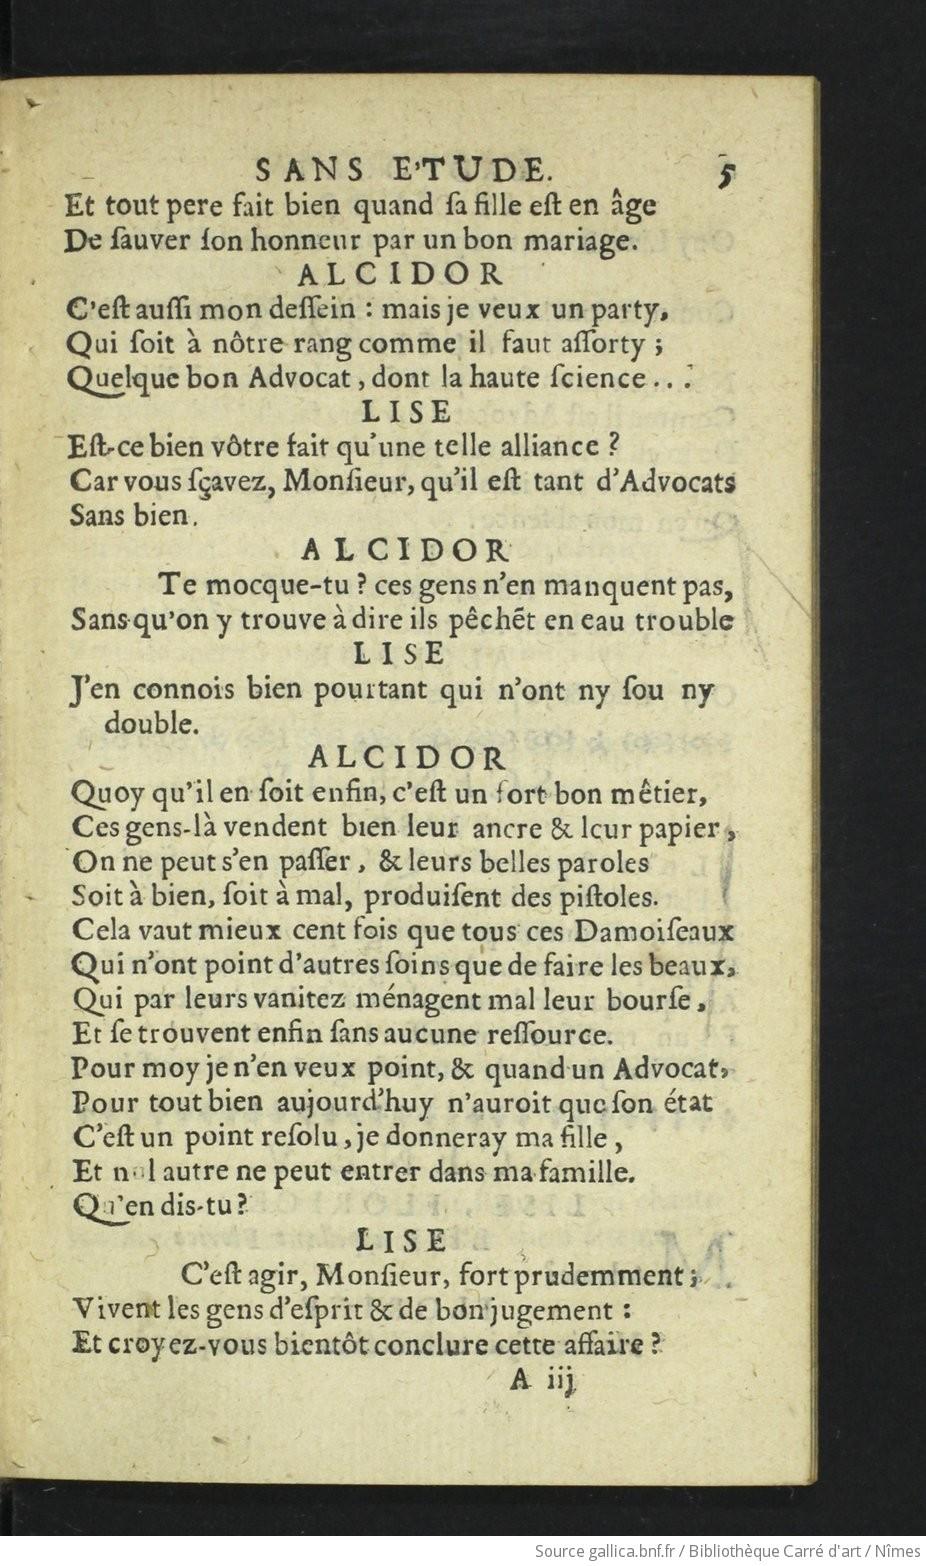 SANS E'TUDE. 5
Et tout pere fait bien quand ſa fille eſt en âge
De ſauver ſon honneur par un bon mariage.
ALCIDOR
C'eſt auſſi mon deſſein : mais je veux un party,
Qui ſoit à nôtre rang comme il faut aſſorty ;
Quelque bon Advocat, dont la haute ſcience...
LISE
Eſt-ce bien vôtre fait qu'une telle alliance ?
Car vous ſçavez, Monſieur, qu'il eſt tant d'Advocats
Sans bien.
ALCIDOR
Te mocque-tu ? ces gens n'en manquent pas,
Sans qu'on y trouve à dire ils pêchẽt en eau trouble
LISE
J'en connois bien pourtant qui n'ont ny ſou ny
double.
ALCIDOR
Quoy qu'il en ſoit enfin, c'eſt un fort bon mêtier,
Ces gens-là vendent bien leur ancre & leur papier,
On ne peut s'en paſſer, & leurs belles paroles
Soit à bien, ſoit à mal, produiſent des piſtoles.
Cela vaut mieux cent fois que tous ces Damoiſeaux
Qui n'ont point d'autres ſoins que de faire les beaux,
Qui par leurs vanitez ménagent mal leur bourſe,
Et ſe trouvent enfin ſans aucune reſſource.
Pour moy je n'en veux point, & quand un Advocat,
Pour tout bien aujourd'huy n'auroit que ſon état
C'eſt un point reſolu, je donneray ma fille,
Et nul autre ne peut entrer dans ma famille.
Qu'en dis-tu ?
LISE
C'eſt agir, Monſieur, fort prudemment ;
Vivent les gens d'eſprit & de bon jugement :
Et croyez-vous bientôt conclure cette affaire ?
A iij
Source gallica.bnf.fr / Bibliothèque Carré d'art / Nîmes